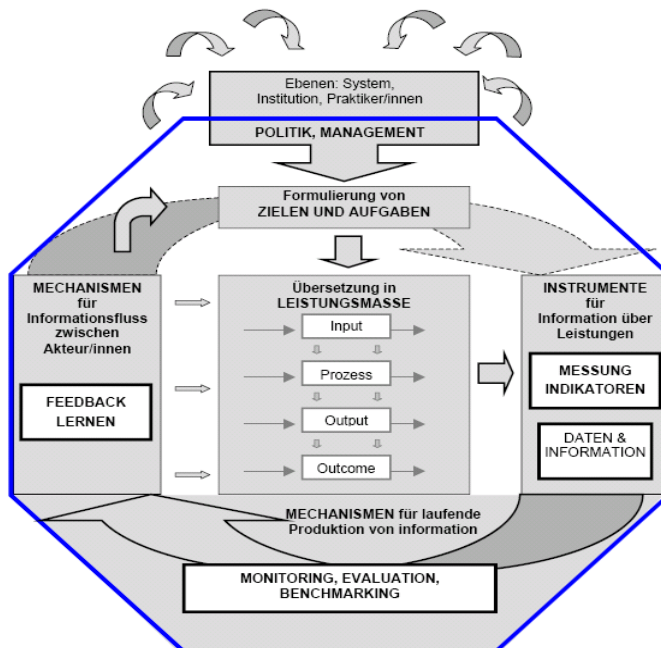 Ebenen: System,
Institution, Praktiker/innen
POLITIK, MANAGEMENT
Formulierung von
ZIELEN UND AUFGABEN
MECHANISMEN
für
Informationsfluss
zwischen
Akteur/innen
FEEDBACK
LERNEN
Übersetzung in
LEISTUNGSMASSE
Input
Prozess
Output
Outcome
INSTRUMENTE
für
Information über
Leistungen
MESSUNG
INDIKATOREN
DATEN &
INFORMATION
MECHANISMEN für laufende
Produktion von information
MONITORING, EVALUATION,
BENCHMARKING